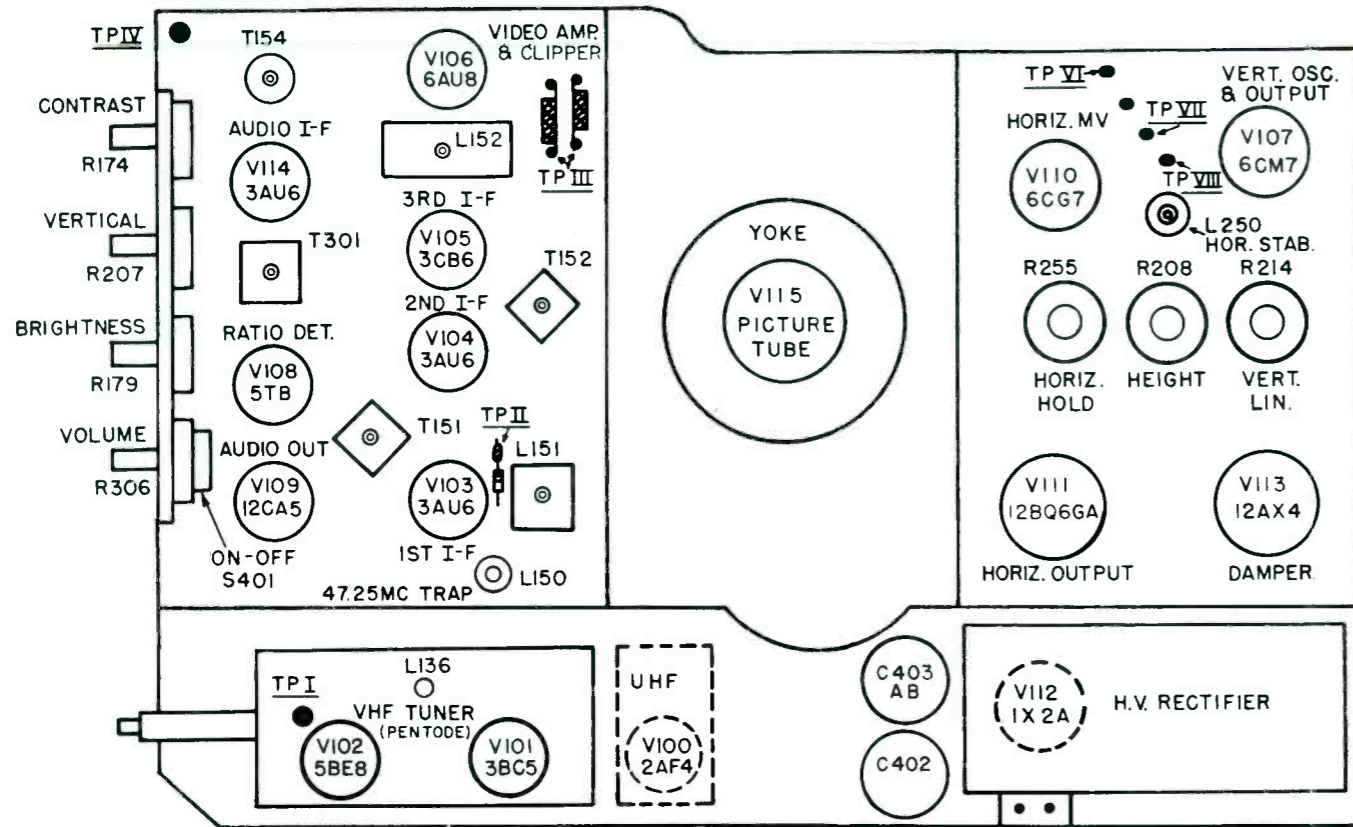 TP IV
T154
V106
6AU8
VIDEO AMP.
& CLIPPER
CONTRAST
R174
AUDIO I-F
V114
3AU6
L152
TP III
VERTICAL
R207
T301
3RD I-F
V105
3CB6
T152
BRIGHTNESS
R179
RATIO DET.
V108
5TB
2ND I-F
V104
3AU6
VOLUME
R306
T151
TP II
L151
AUDIO OUT
V109
12CA5
V103
3AU6
ON-OFF
S401
1ST I-F
L150
47.25MC TRAP
YOKE
V115
PICTURE
TUBE
TP VI
VERT. OSC.
& OUTPUT
HORIZ. MV
TP VII
V107
6CM7
V110
6CG7
TP VIII
L250
HOR. STAB.
R255
R208
R214
HORIZ.
HOLD
HEIGHT
VERT.
LIN.
V111
12BQ6GA
V113
12AX4
HORIZ. OUTPUT
DAMPER
TP I
L136
VHF TUNER
(PENTODE)
V102
5BE8
V101
3BC5
UHF
V100
2AF4
C403
AB
C402
V112
1X2A
H.V. RECTIFIER